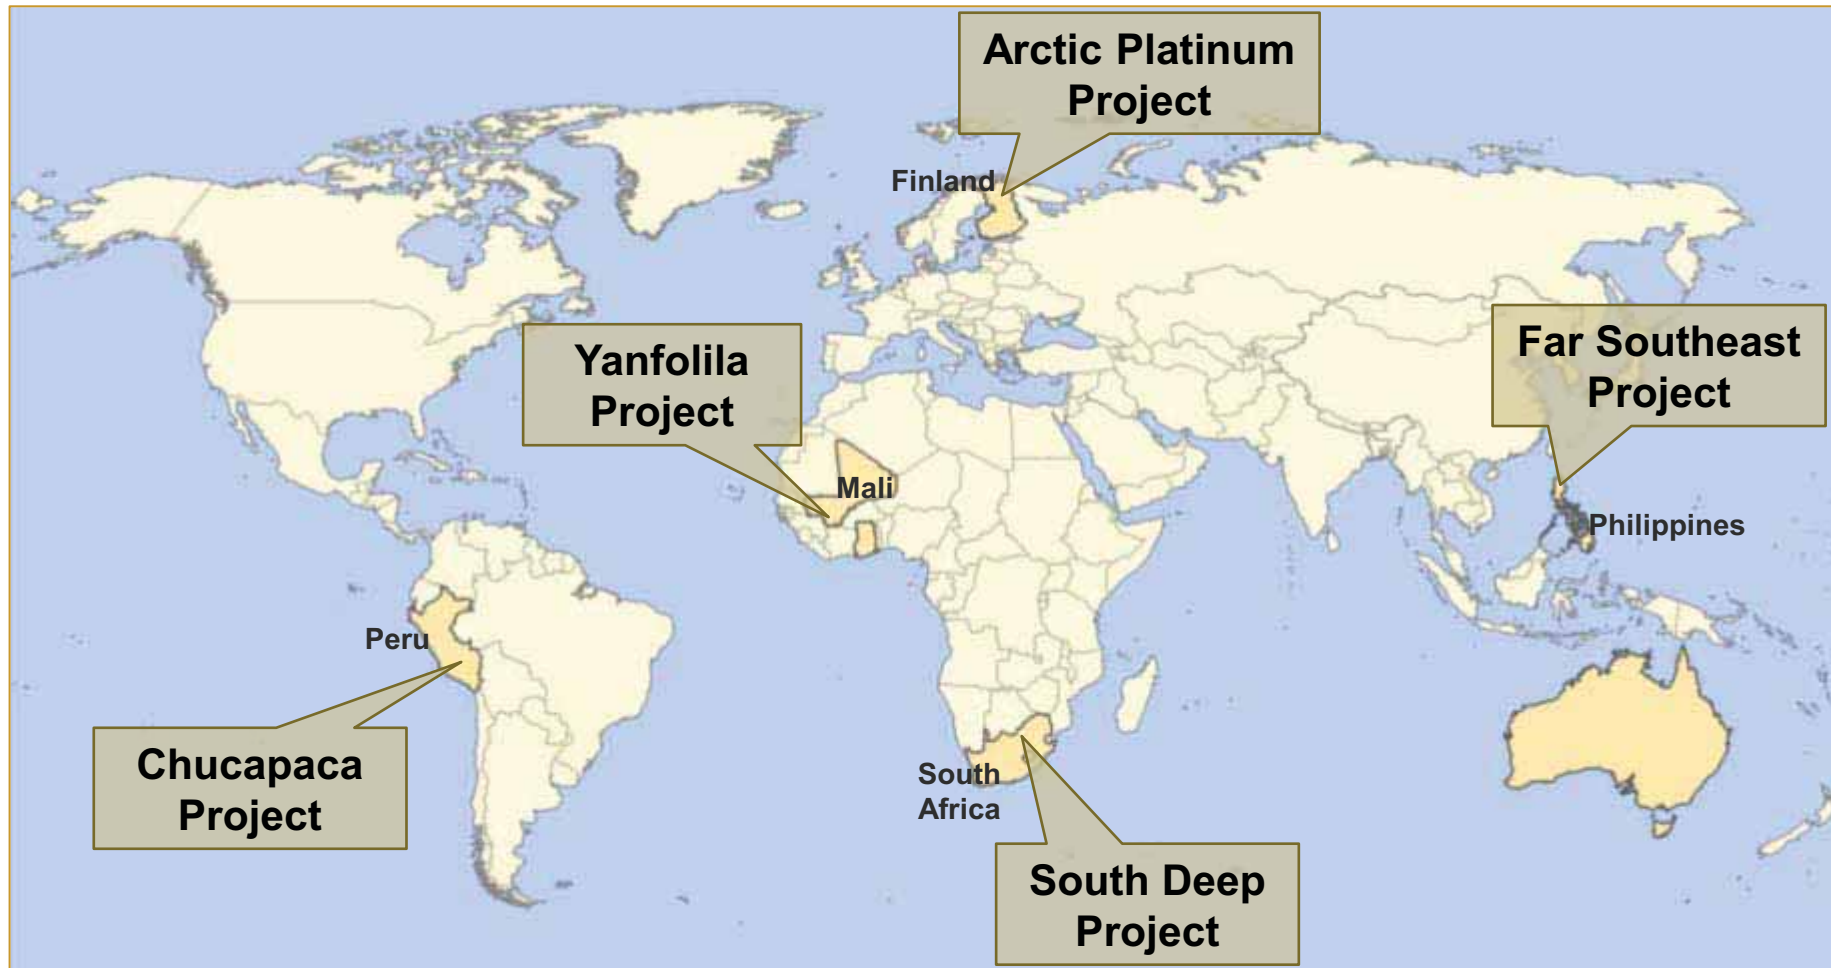 Arctic Platinum
Project
Finland
Yanfolila
Project
Far Southeast
Project
Mali
Philippines
Peru
Chucapaca
Project
South
Africa
South Deep
Project